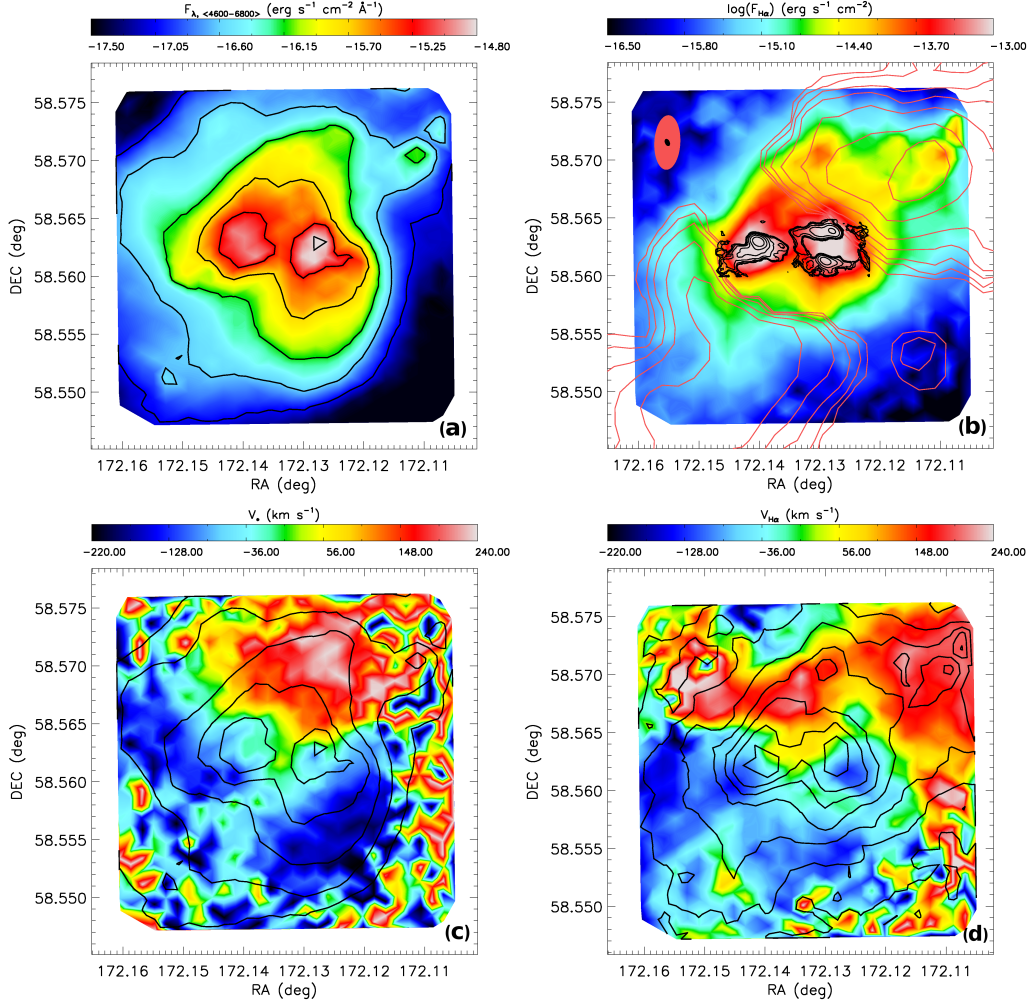 F λ, <4600−6800> (erg s⁻¹ cm⁻² Å⁻¹)
−17.50 −17.05 −16.60 −16.15 −15.70 −15.25 −14.80
58.575
58.570
58.565
58.560
58.555
58.550
DEC (deg)
(a)
172.16 172.15 172.14 172.13 172.12 172.11
RA (deg)
log(FHα) (erg s⁻¹ cm⁻²)
−16.50 −15.80 −15.10 −14.40 −13.70 −13.00
58.575
58.570
58.565
58.560
58.555
58.550
DEC (deg)
(b)
172.16 172.15 172.14 172.13 172.12 172.11
RA (deg)
V* (km s⁻¹)
−220.00 −128.00 −36.00 56.00 148.00 240.00
58.575
58.570
58.565
58.560
58.555
58.550
DEC (deg)
(c)
172.16 172.15 172.14 172.13 172.12 172.11
RA (deg)
VHα (km s⁻¹)
−220.00 −128.00 −36.00 56.00 148.00 240.00
58.575
58.570
58.565
58.560
58.555
58.550
DEC (deg)
(d)
172.16 172.15 172.14 172.13 172.12 172.11
RA (deg)